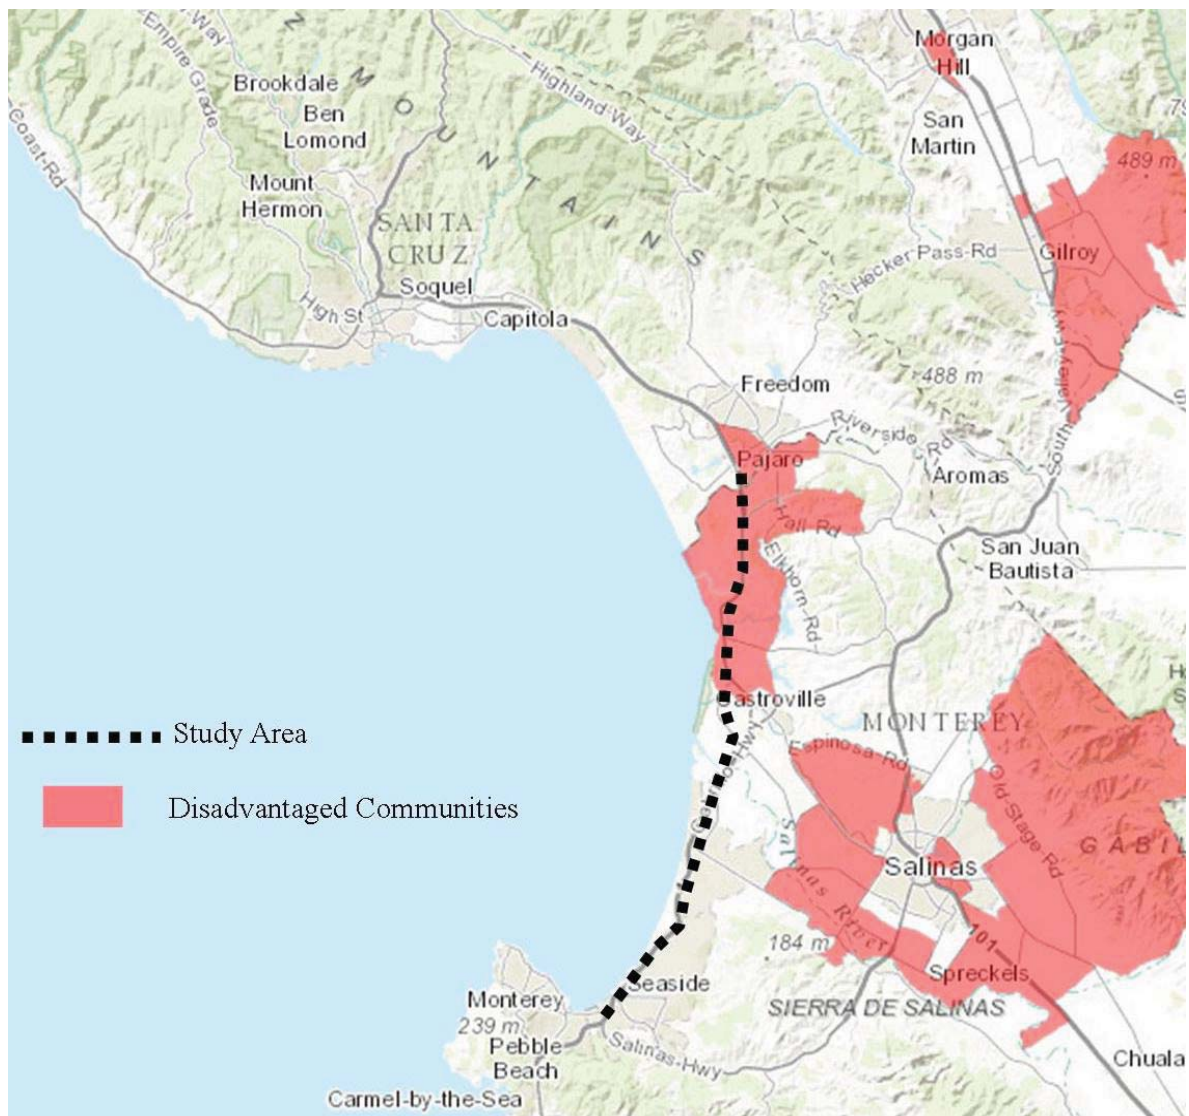 Morgan
Hill
Way
Empire Grade
Z
Highland-Way
Brookdale
M
Ben
Lomond
O
San
Martin
Coast-Rd
U
N
489 m
T
Mount
Hermon
A
I
N
S
SANTA
CRUZ
Gilroy
Hecker Pass-Rd
Soquel
High St
Capitola
488 m
Freedom
Riverside Rd
South Valley Fwy
Pajaro
Aromas
Hall-Rd
San Juan
Bautista
Elkhorn-Rd
Castroville
MONTEREY
Study Area
Espinosa-Rd
Old Stage-Rd
Disadvantaged Communities
Salinas
GABIL
Salinas River
184 m
101
Spreckels
Seaside
Monterey
239 m
SIERRA DE SALINAS
Pebble
Beach
Salinas-Hwy
Chuala
Carmel-by-the-Sea